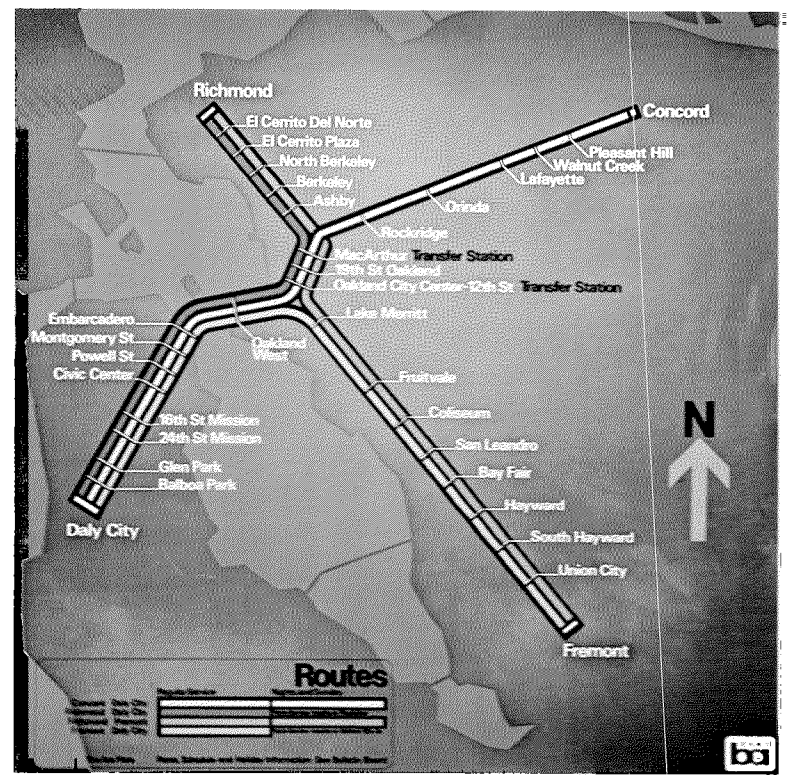 Richmond
Concord
El Cerrito Del Norte
El Cerrito Plaza
Pleasant Hill
North Berkeley
Walnut Creek
Berkeley
Lafayette
Ashby
Orinda
Rockridge
MacArthur Transfer Station
19th St Oakland
Oakland City Center-12th St Transfer Station
Embarcadero
Lake Merritt
Montgomery St
Oakland
West
Powell St
Civic Center
Fruitvale
16th St Mission
Coliseum
24th St Mission
San Leandro
Glen Park
Bay Fair
Balboa Park
Hayward
Daly City
South Hayward
Union City
Fremont
N
Routes
ba